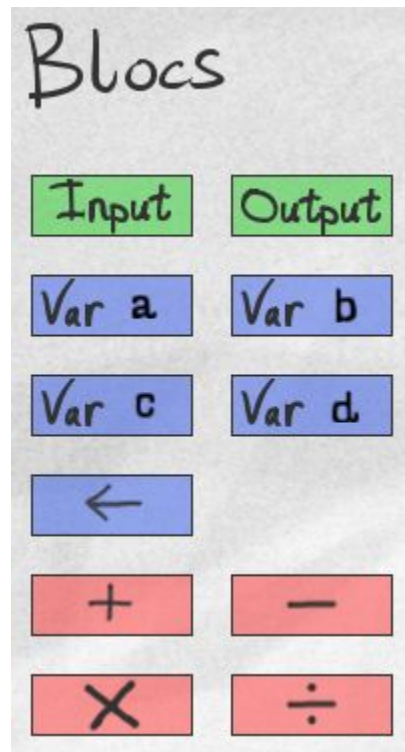 Blocs
Input Output
Var a Var b
Var c Var d
←
+ −
× ÷